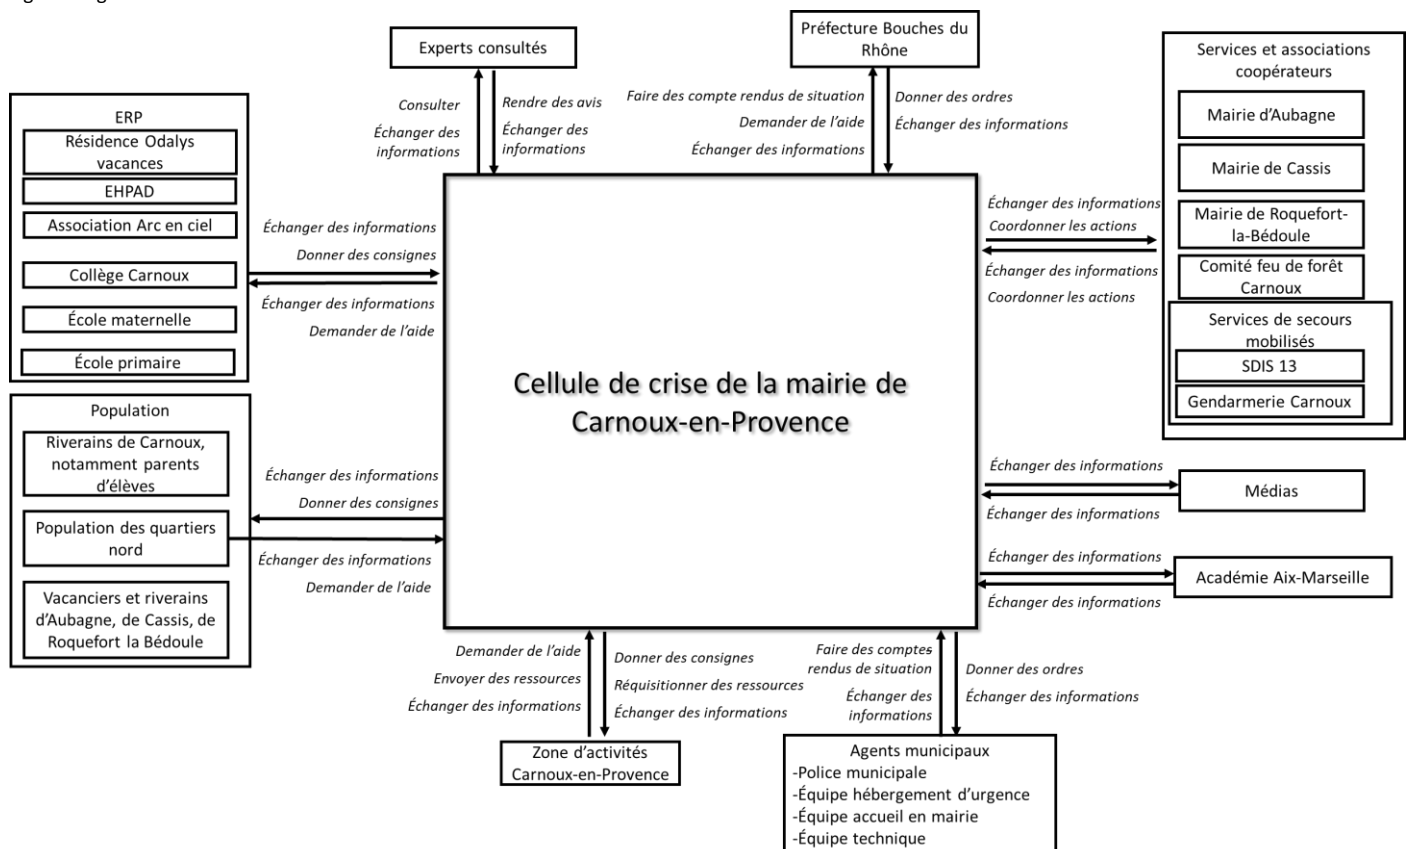 Experts consultés
Préfecture Bouches du
Rhône
Services et associations
coopérateurs
Mairie d'Aubagne
Mairie de Cassis
Mairie de Roquefort-
la-Bédoule
Comité feu de forêt
Carnoux
Services de secours
mobilisés
SDIS 13
Gendarmerie Carnoux
ERP
Résidence Odalys
vacances
EHPAD
Association Arc en ciel
Collège Carnoux
École maternelle
École primaire
Consulter
Échanger des
informations
Rendre des avis
Échanger des
informations
Faire des compte rendus de situation
Demander de l'aide
Échanger des informations
Donner des ordres
Échanger des informations
Échanger des informations
Donner des consignes
Échanger des informations
Demander de l'aide
Échanger des informations
Coordonner les actions
Échanger des informations
Coordonner les actions
Cellule de crise de la mairie de
Carnoux-en-Provence
Population
Riverains de Carnoux,
notamment parents
d'élèves
Population des quartiers
nord
Vacanciers et riverains
d'Aubagne, de Cassis, de
Roquefort la Bédoule
Échanger des informations
Donner des consignes
Échanger des informations
Demander de l'aide
Échanger des informations
Médias
Échanger des informations
Échanger des informations
Académie Aix-Marseille
Échanger des informations
Demander de l'aide
Envoyer des ressources
Échanger des informations
Donner des consignes
Réquisitionner des ressources
Échanger des informations
Zone d'activités
Carnoux-en-Provence
Faire des comptes
rendus de situation
Échanger des
informations
Donner des ordres
Échanger des informations
Agents municipaux
-Police municipale
-Équipe hébergement d'urgence
-Équipe accueil en mairie
-Équipe technique